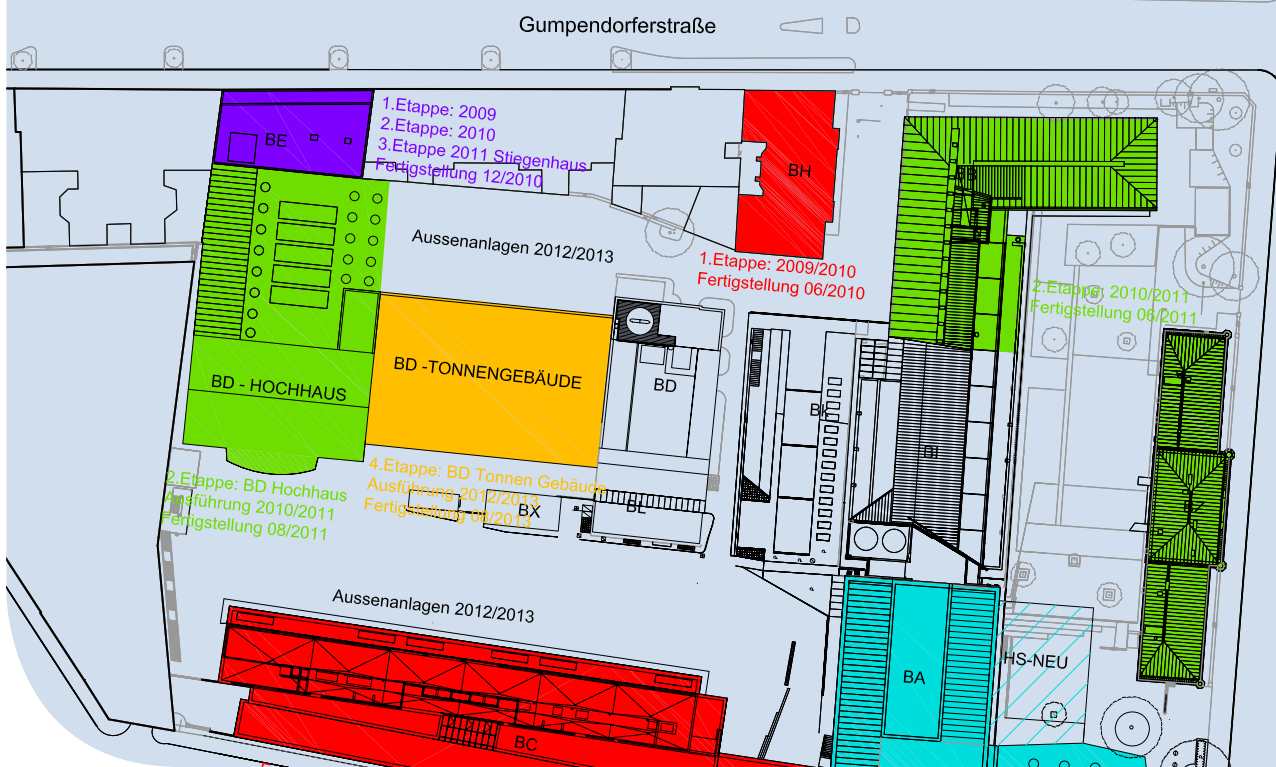 Gumpendorferstraße
1.Etappe: 2009
2.Etappe: 2010
3.Etappe 2011 Stiegenhaus
Fertigstellung 12/2010
BE
BH
Aussenanlagen 2012/2013
1.Etappe: 2009/2010
Fertigstellung 06/2010
2.Etappe: 2010/2011
Fertigstellung 06/2011
BD - HOCHHAUS
BD -TONNENGEBÄUDE
BD
BI
4.Etappe: BD Tonnen Gebäude
Ausführung 2012/2013
Fertigstellung 08/2013
2.Etappe: BD Hochhaus
Ausführung 2010/2011
Fertigstellung 08/2011
BX
BL
Aussenanlagen 2012/2013
HS-NEU
BA
BC